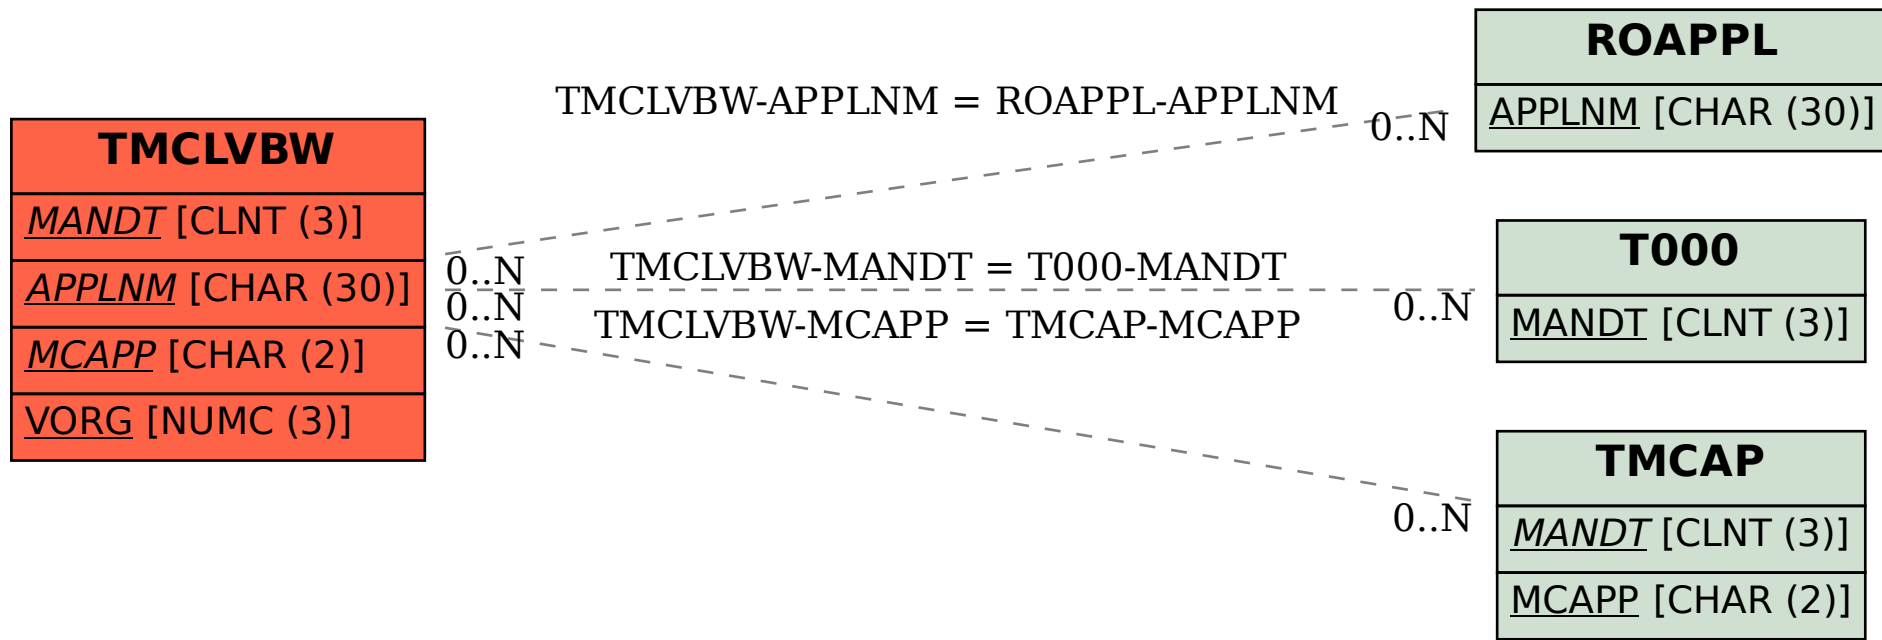 TMCLVBW
MANDT [CLNT (3)]
APPLNM [CHAR (30)]
MCAPP [CHAR (2)]
VORG [NUMC (3)]
TMCLVBW-APPLNM = ROAPPL-APPLNM
0..N
0..N
TMCLVBW-MANDT = T000-MANDT
0..N
0..N
TMCLVBW-MCAPP = TMCAP-MCAPP
0..N
0..N
ROAPPL
APPLNM [CHAR (30)]
T000
MANDT [CLNT (3)]
TMCAP
MANDT [CLNT (3)]
MCAPP [CHAR (2)]